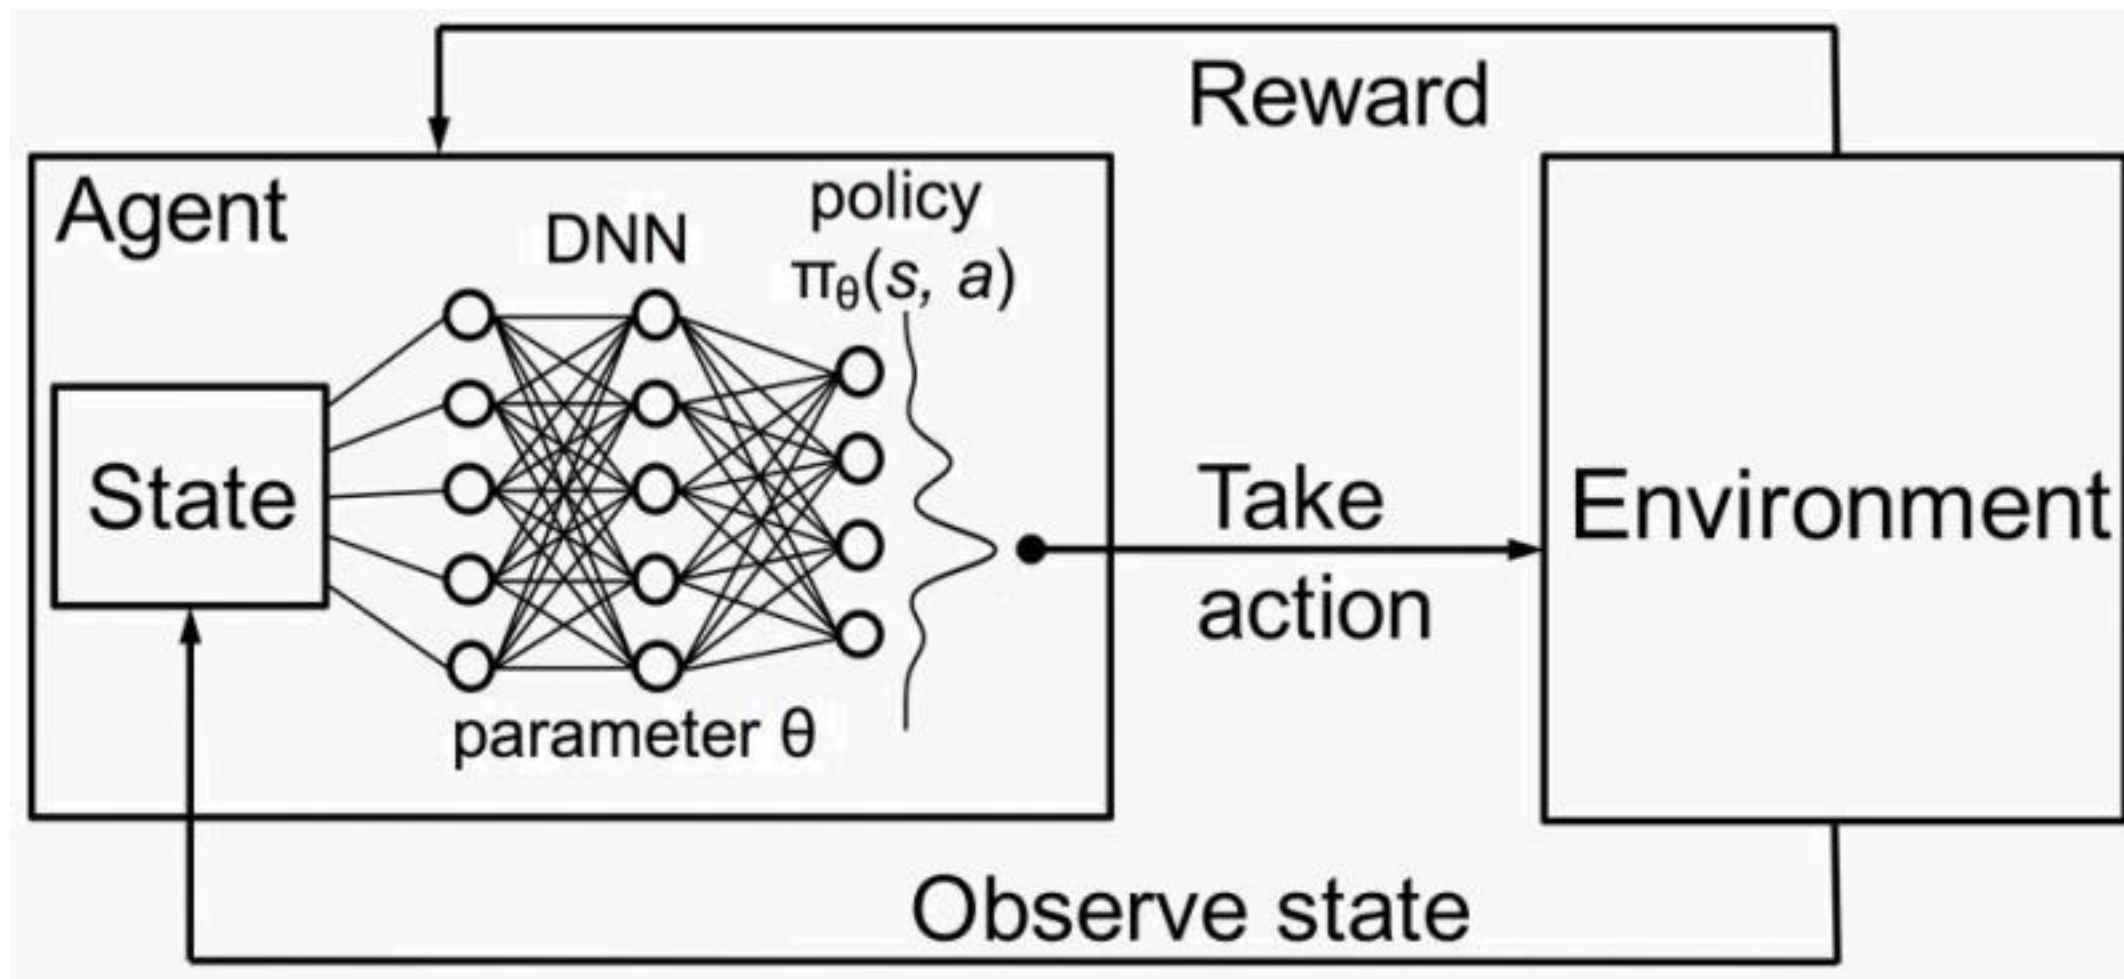 Reward
Agent
DNN
policy
πθ(s, a)
State
Take
action
Environment
parameter θ
Observe state